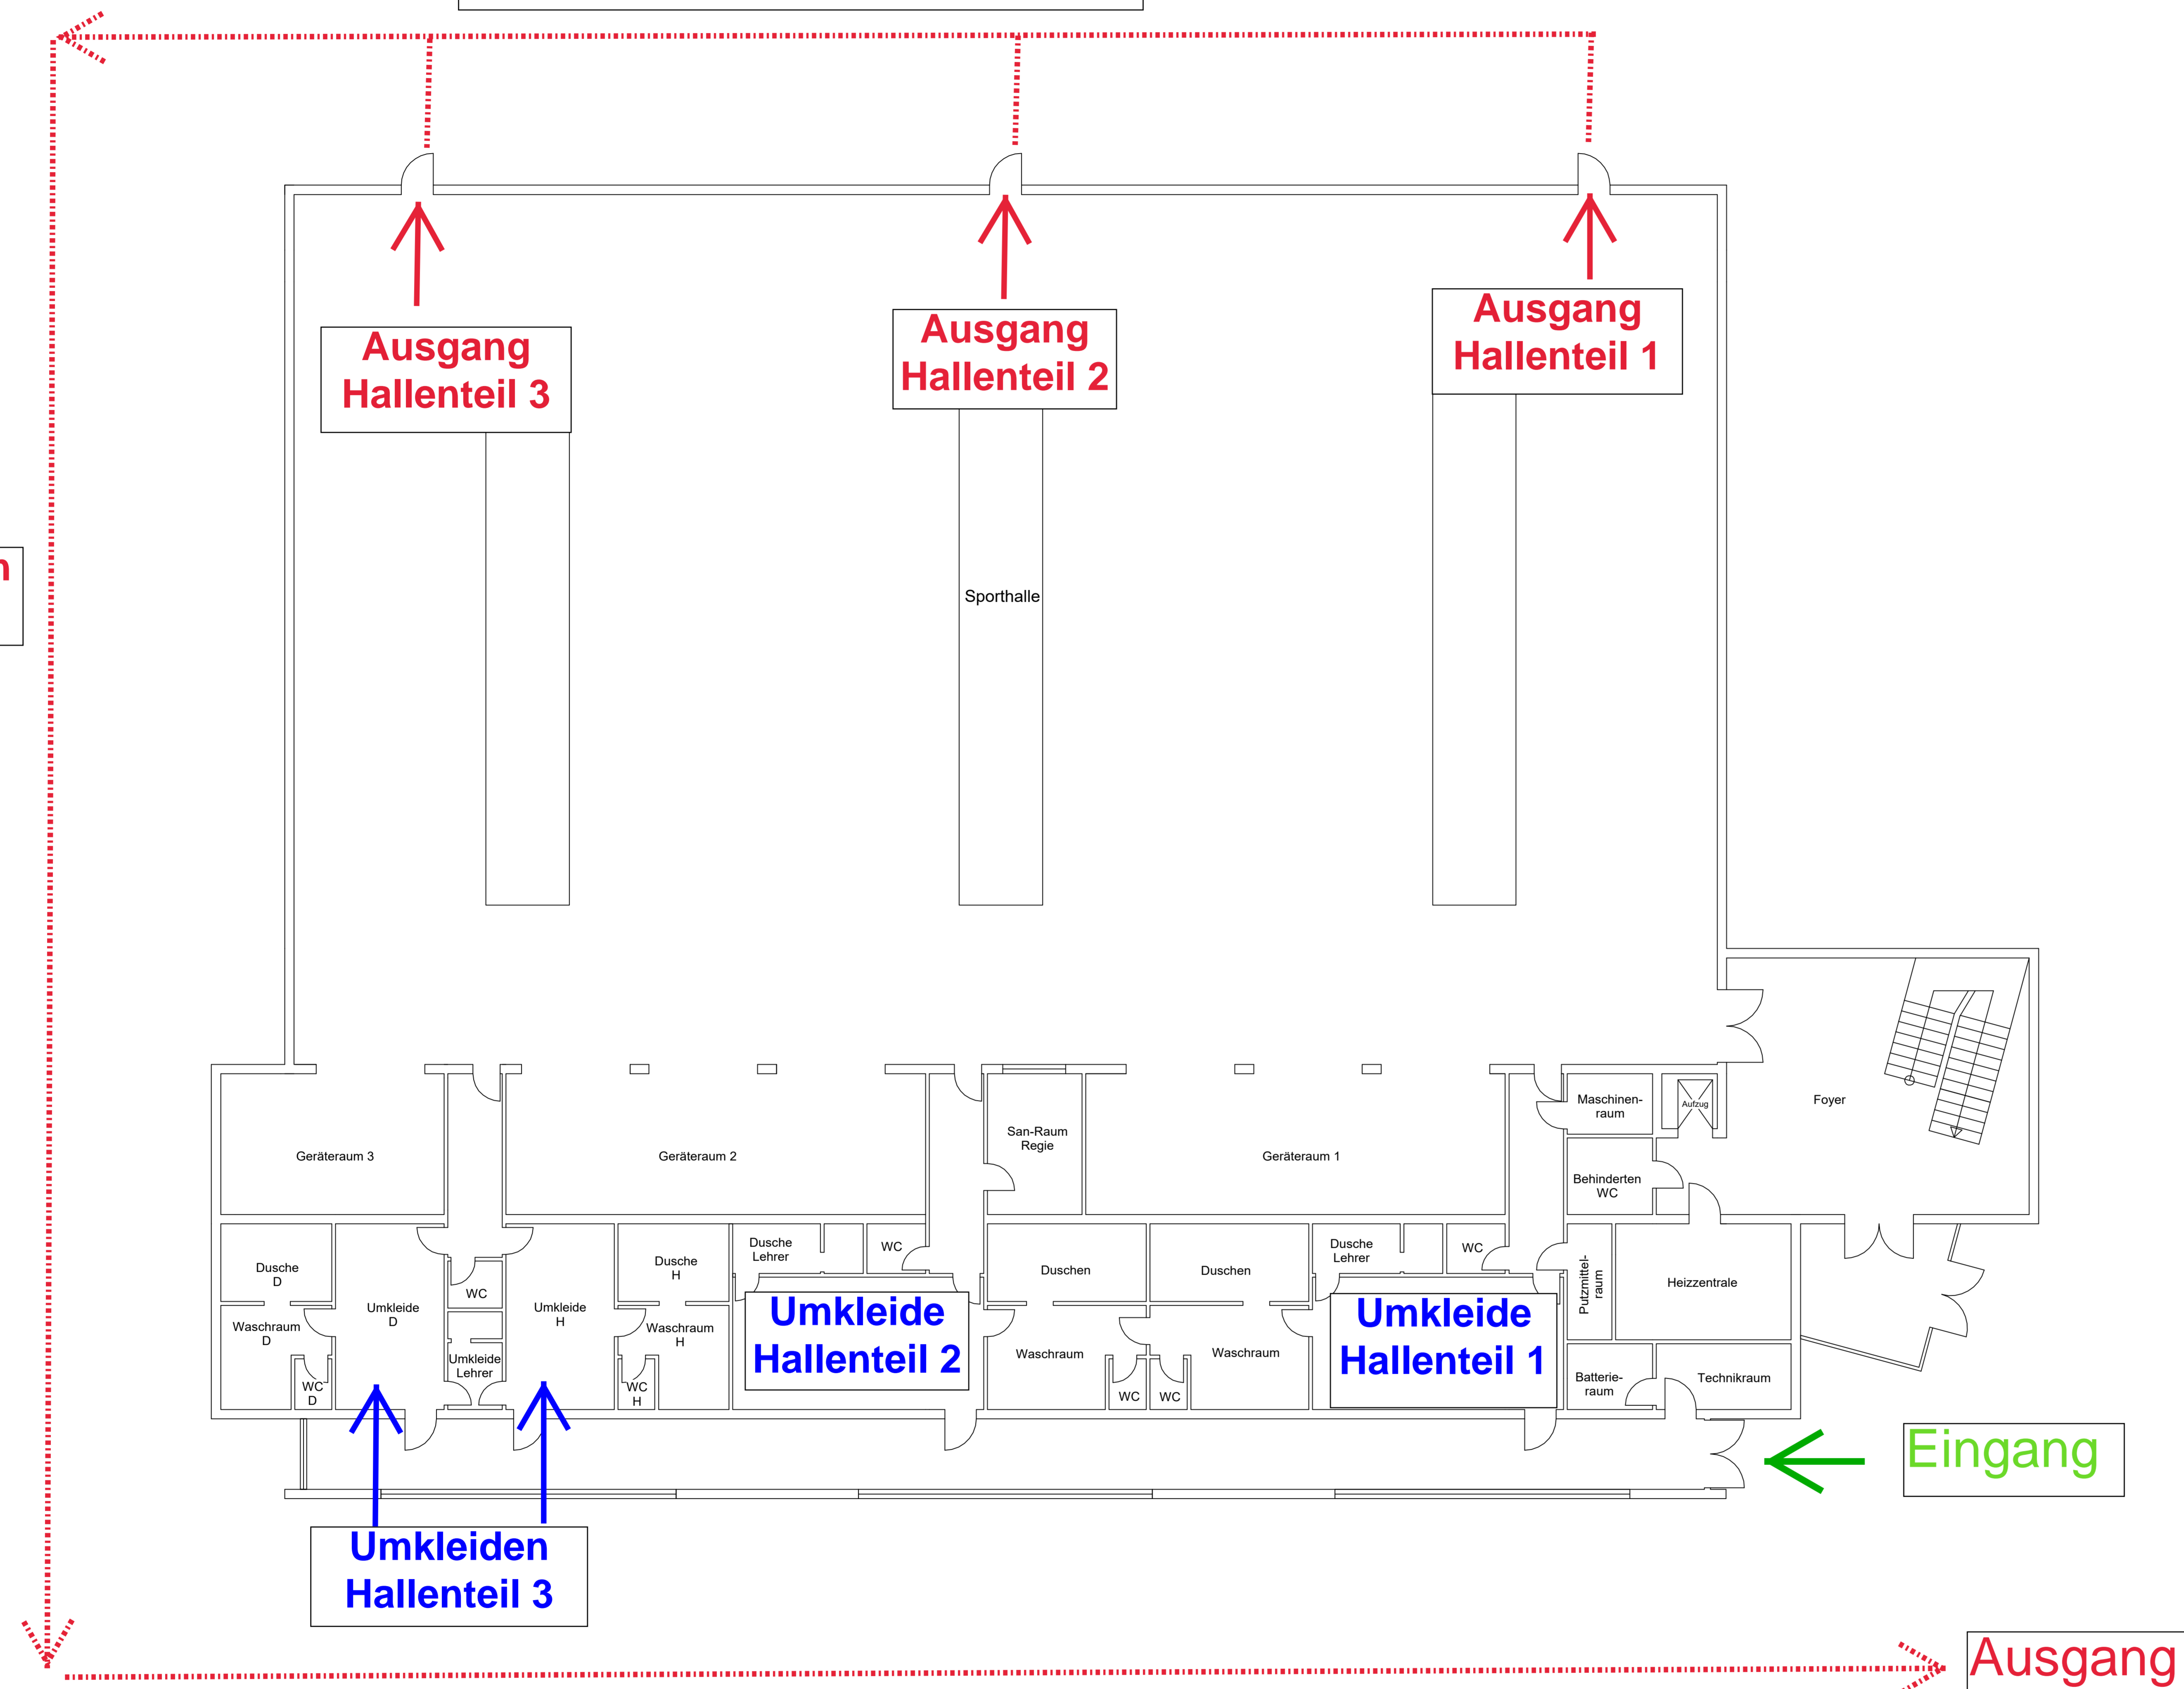 Ausgang
Hallenteil 3
Ausgang
Hallenteil 2
Ausgang
Hallenteil 1
Sporthalle
Geräteraum 3
Geräteraum 2
San-Raum
Regie
Geräteraum 1
Maschinen-
raum
Aufzug
Foyer
Behinderten
WC
Dusche
D
Waschraum
D
WC
D
Umkleide
D
WC
Umkleide
Lehrer
Umkleide
H
Dusche
H
Waschraum
H
WC
H
Dusche
Lehrer
WC
Umkleide
Hallenteil 2
Duschen
Waschraum
WC
Duschen
Waschraum
WC
Dusche
Lehrer
WC
Umkleide
Hallenteil 1
Putzmittel-
raum
Heizzentrale
Batterie-
raum
Technikraum
Eingang
Umkleiden
Hallenteil 3
Ausgang